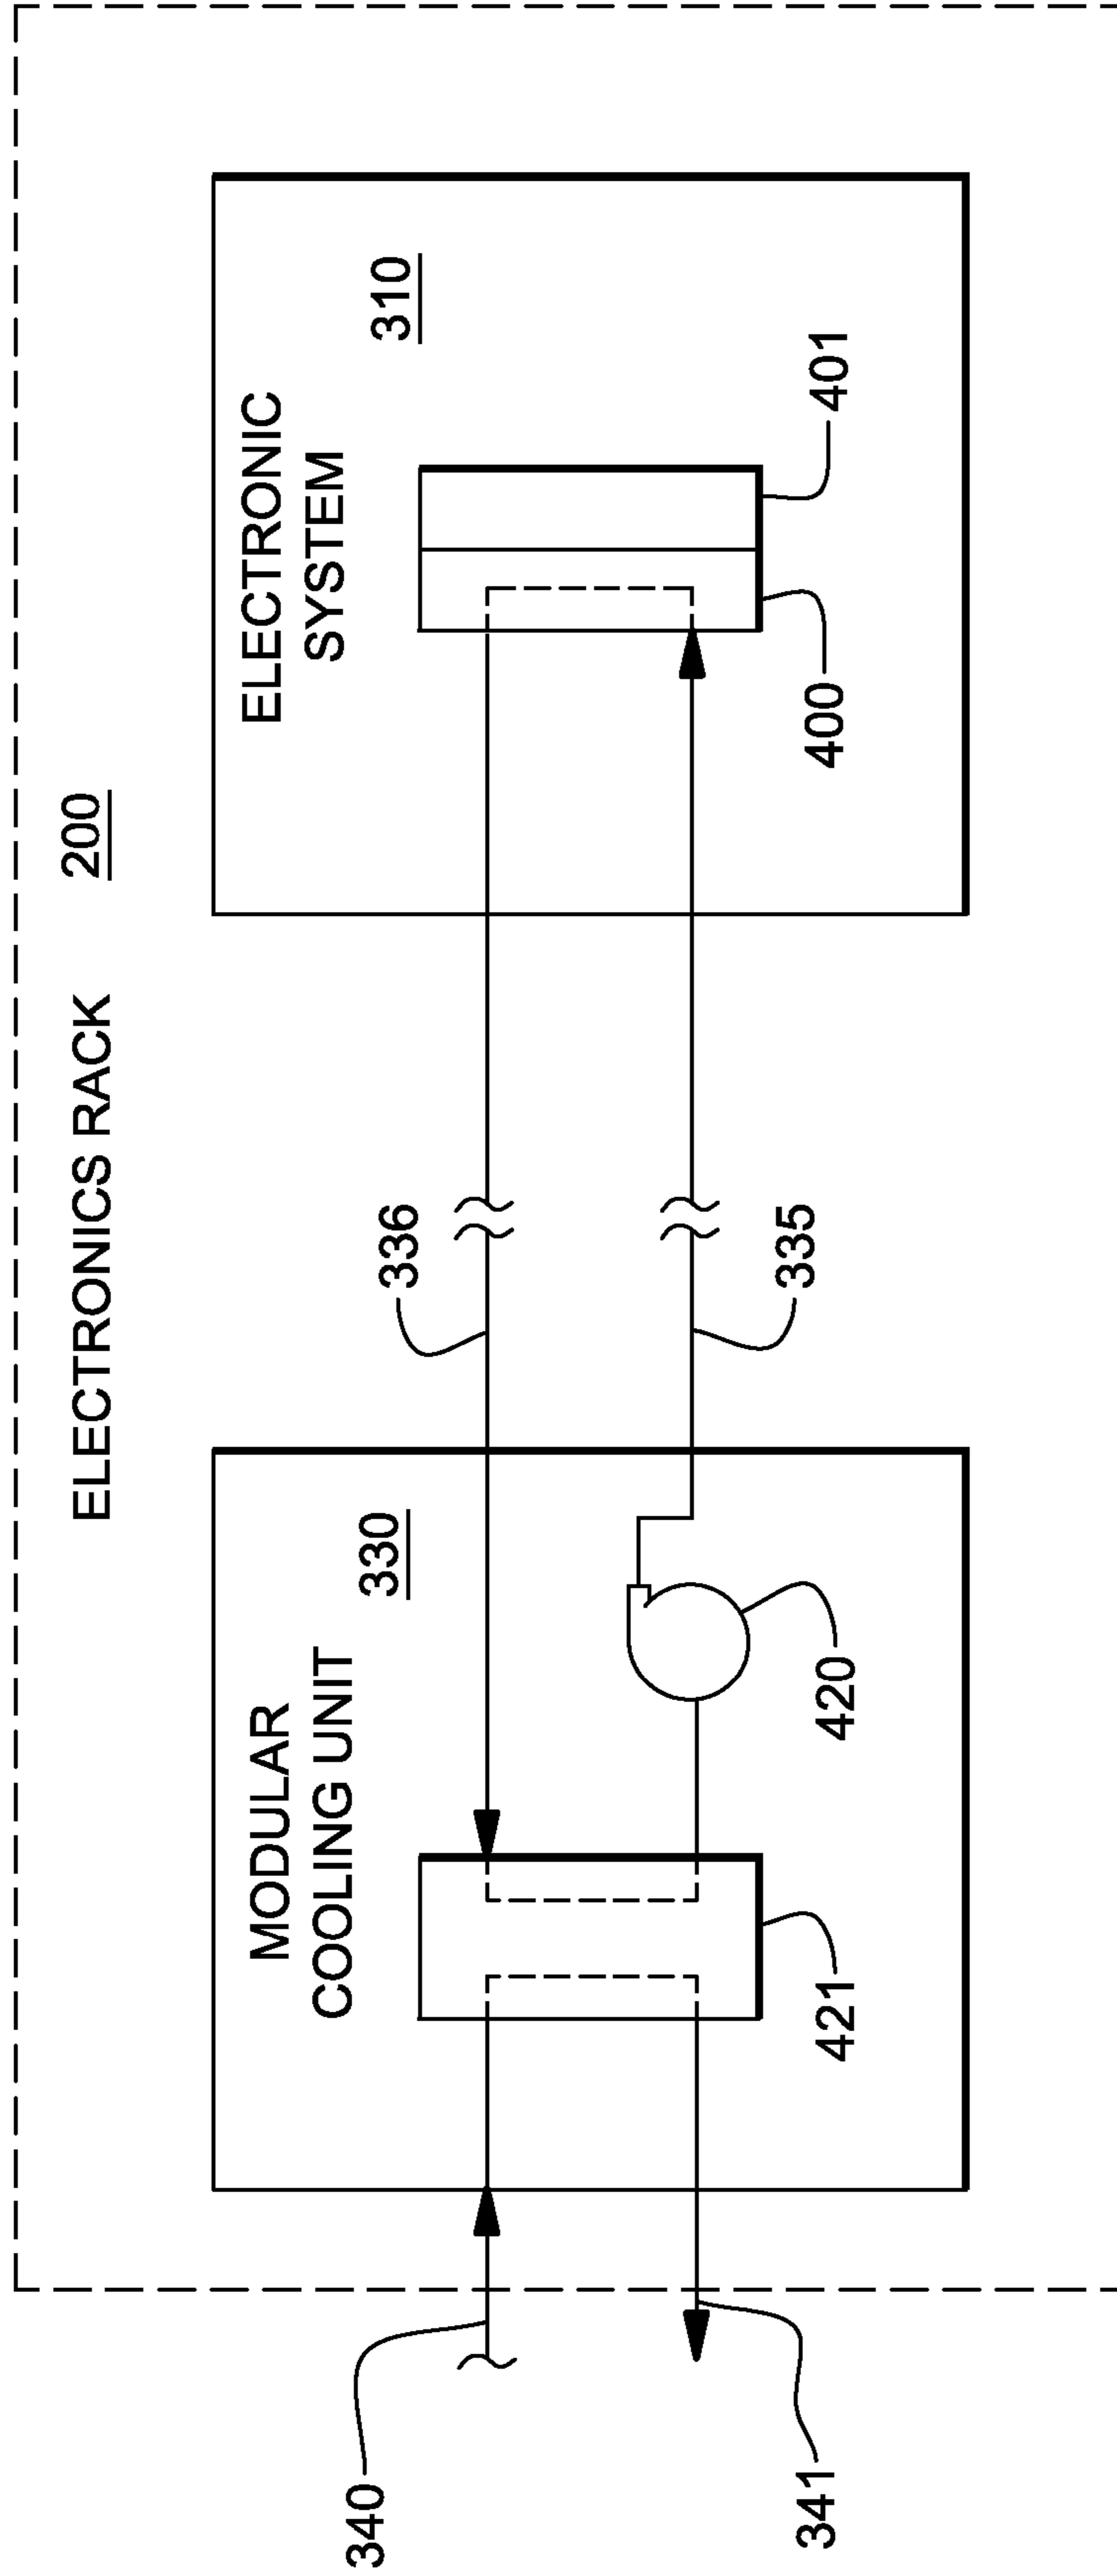 ELECTRONICS RACK 200
MODULAR
COOLING UNIT
330
ELECTRONIC
SYSTEM
310
340
336
341
421
420
335
400
401